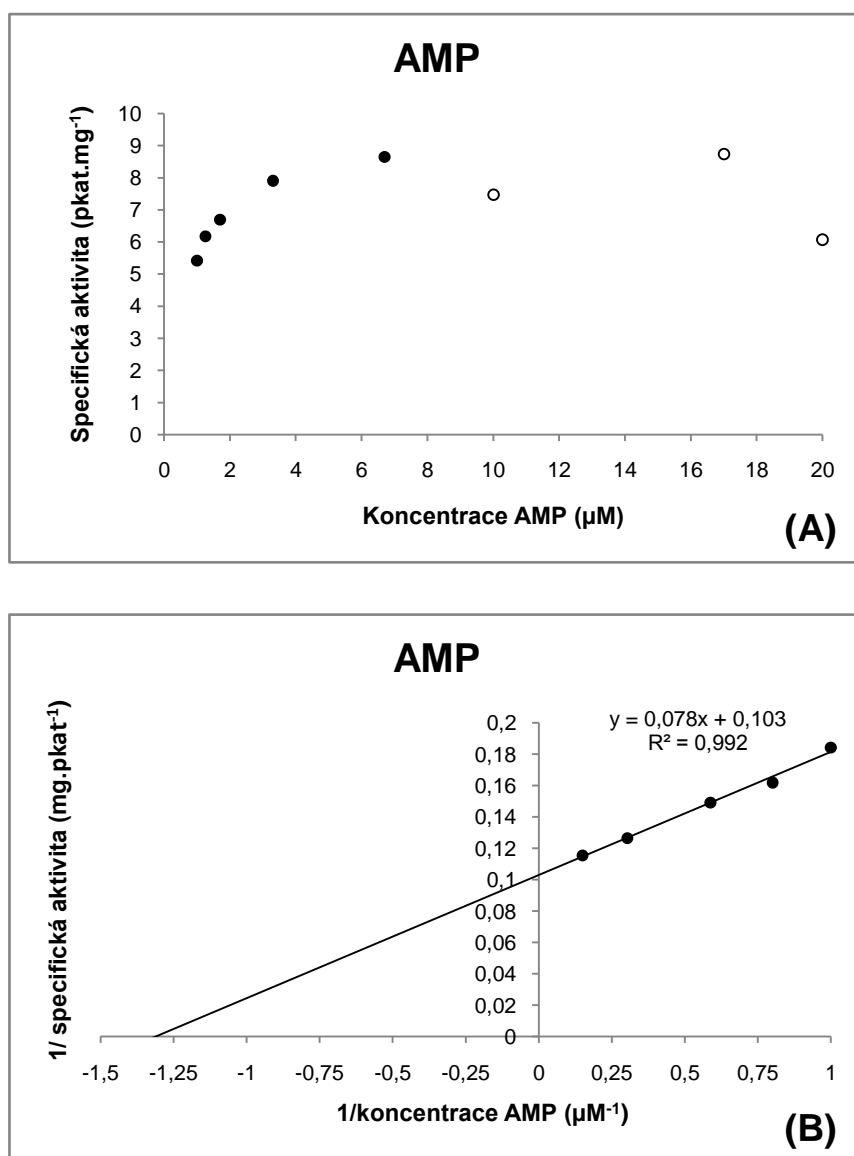 AMP
Specifická aktivita (pkat.mg⁻¹)
10
9
8
7
6
5
4
3
2
1
0
0 2 4 6 8 10 12 14 16 18 20
Koncentrace AMP (µM)
(A)
AMP
1/ specifická aktivita (mg.pkat⁻¹)
y = 0,078x + 0,103
R² = 0,992
0,2
0,18
0,16
0,14
0,12
0,1
0,08
0,06
0,04
0,02
0
-1,5 -1,25 -1 -0,75 -0,5 -0,25 0 0,25 0,5 0,75 1
1/koncentrace AMP (µM⁻¹)
(B)